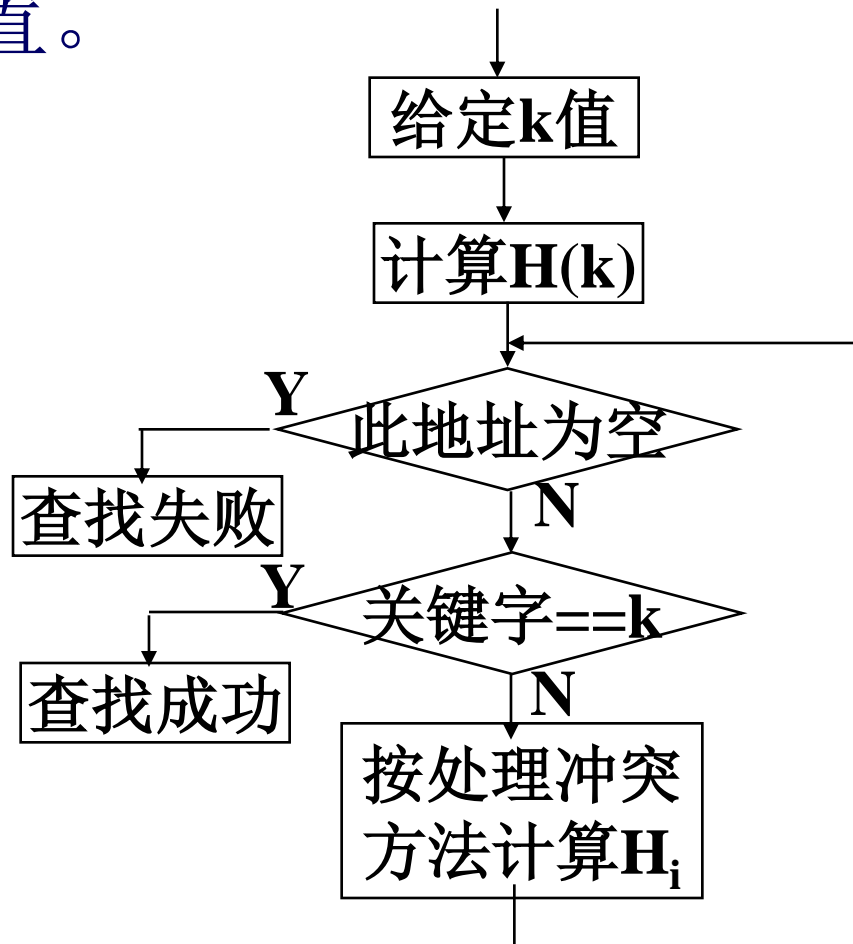 直。
给定k值
计算H(k)
Y
此地址为空
N
查找失败
Y
关键字==k
N
查找成功
按处理冲突
方法计算Hi